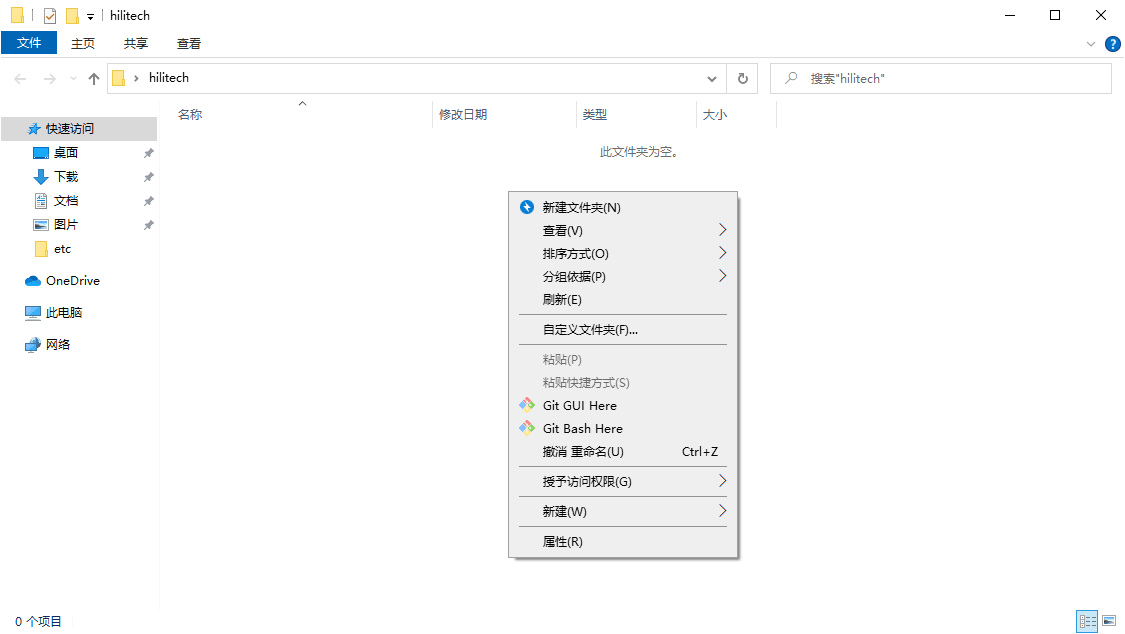 hilitech
文件 主页 共享 查看
hilitech
搜索"hilitech"
名称 修改日期 类型 大小
此文件夹为空。
快速访问
桌面
下载
文档
图片
etc
OneDrive
此电脑
网络
新建文件夹(N)
查看(V)
排序方式(O)
分组依据(P)
刷新(E)
自定义文件夹(F)...
粘贴(P)
粘贴快捷方式(S)
Git GUI Here
Git Bash Here
撤消 重命名(U) Ctrl+Z
授予访问权限(G)
新建(W)
属性(R)
0 个项目